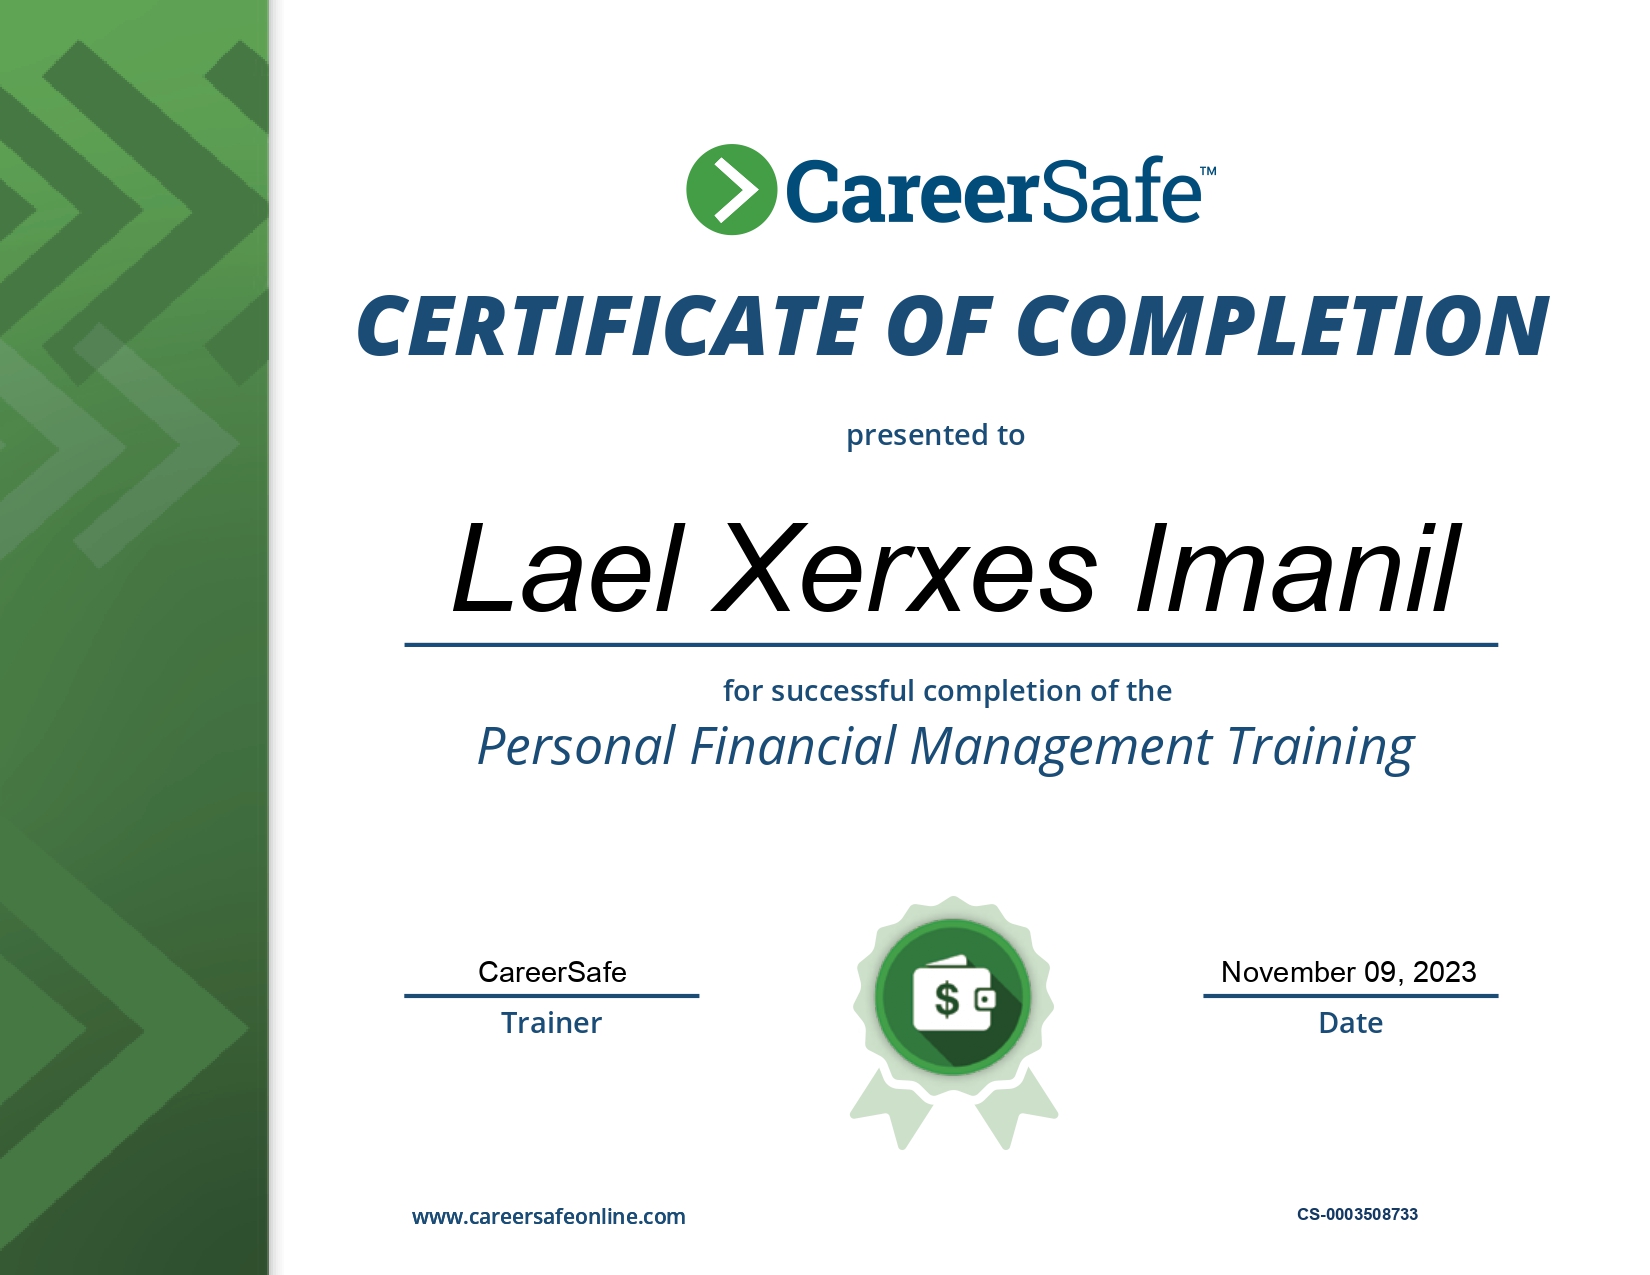 CareerSafe™
CERTIFICATE OF COMPLETION
presented to
Lael Xerxes Imanil
for successful completion of the
Personal Financial Management Training
CareerSafe
Trainer
$
November 09, 2023
Date
www.careersafeonline.com
CS-0003508733